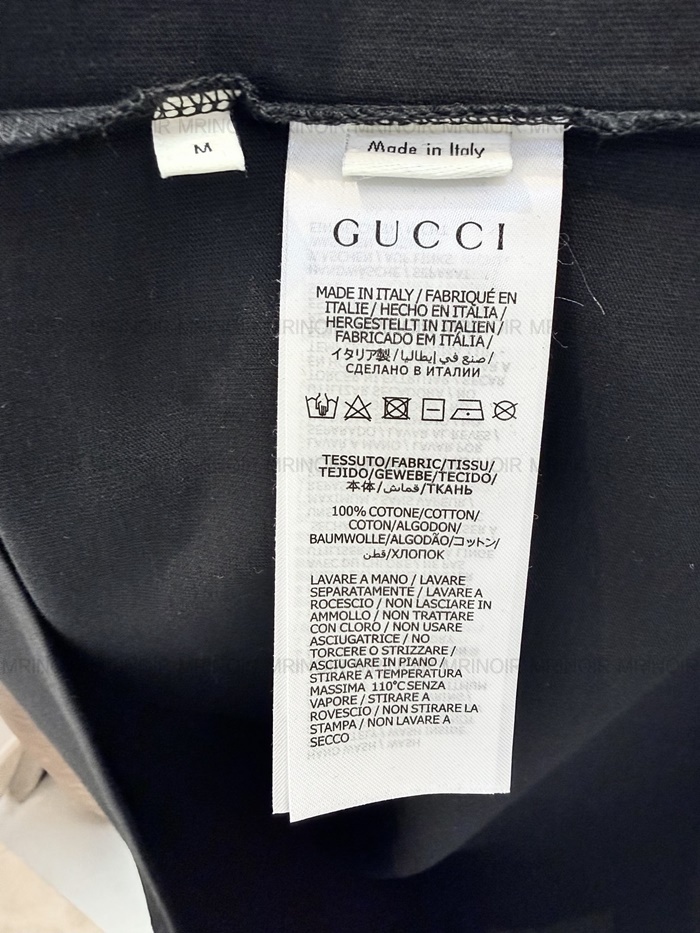 M
Made in Italy
GUCCI
MADE IN ITALY / FABRIQUÉ EN
ITALIE / HECHO EN ITALIA /
HERGESTELLT IN ITALIEN /
FABRICADO EM ITÁLIA /
イタリア製 / صنع في إيطاليا /
СДЕЛАНО В ИТАЛИИ
TESSUTO/FABRIC/TISSU/
TEJIDO/GEWEBE/TECIDO/
本体/قماش/ТКАНЬ
100% COTONE/COTTON/
COTON/ALGODON/
BAUMWOLLE/ALGODÃO/コットン/
قطن/ХЛОПОК
LAVARE A MANO / LAVARE
SEPARATAMENTE / LAVARE A
ROCESCIO / NON LASCIARE IN
AMMOLLO / NON TRATTARE
CON CLORO / NON USARE
ASCIUGATRICE / NO
TORCERE O STRIZZARE /
ASCIUGARE IN PIANO /
STIRARE A TEMPERATURA
MASSIMA 110°C SENZA
VAPORE / STIRARE A
ROVESCIO / NON STIRARE LA
STAMPA / NON LAVARE A
SECCO
MRINOIR MRINOIR MRINOIR